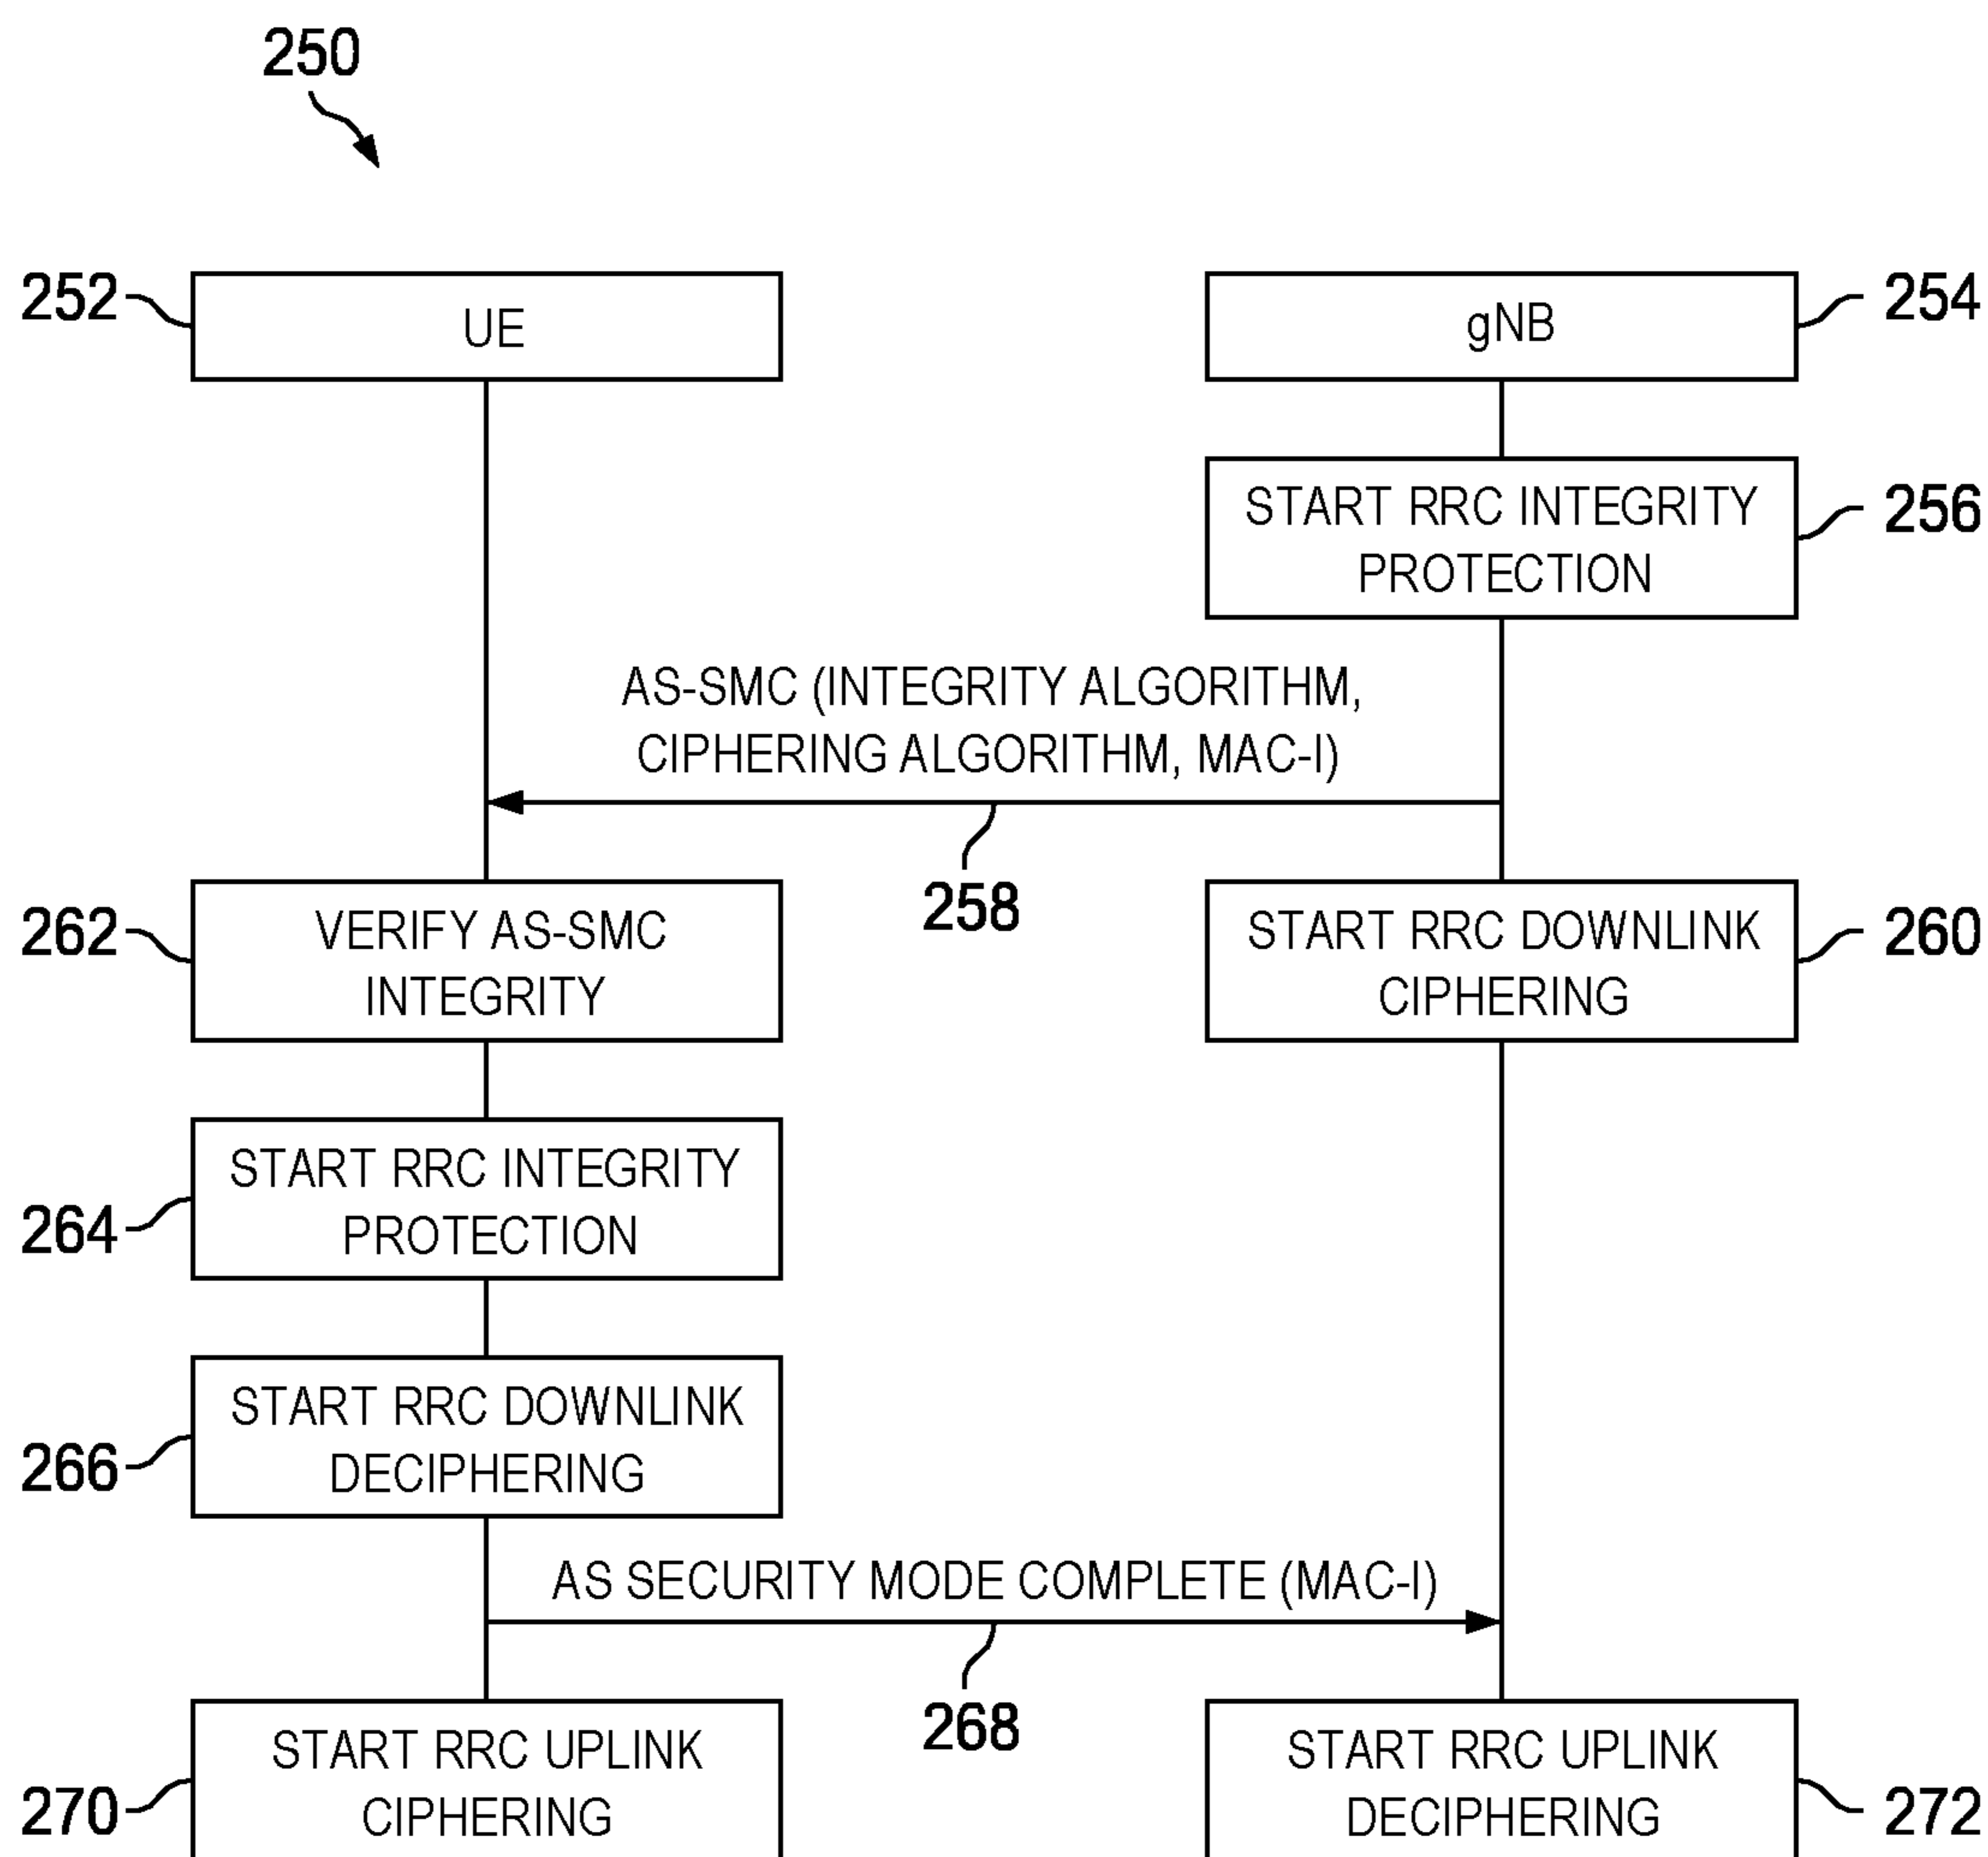 250
252
UE
gNB
254
START RRC INTEGRITY
PROTECTION
256
AS-SMC (INTEGRITY ALGORITHM,
CIPHERING ALGORITHM, MAC-I)
258
262
VERIFY AS-SMC
INTEGRITY
START RRC DOWNLINK
CIPHERING
260
START RRC INTEGRITY
PROTECTION
264
START RRC DOWNLINK
DECIPHERING
266
AS SECURITY MODE COMPLETE (MAC-I)
268
START RRC UPLINK
CIPHERING
270
START RRC UPLINK
DECIPHERING
272